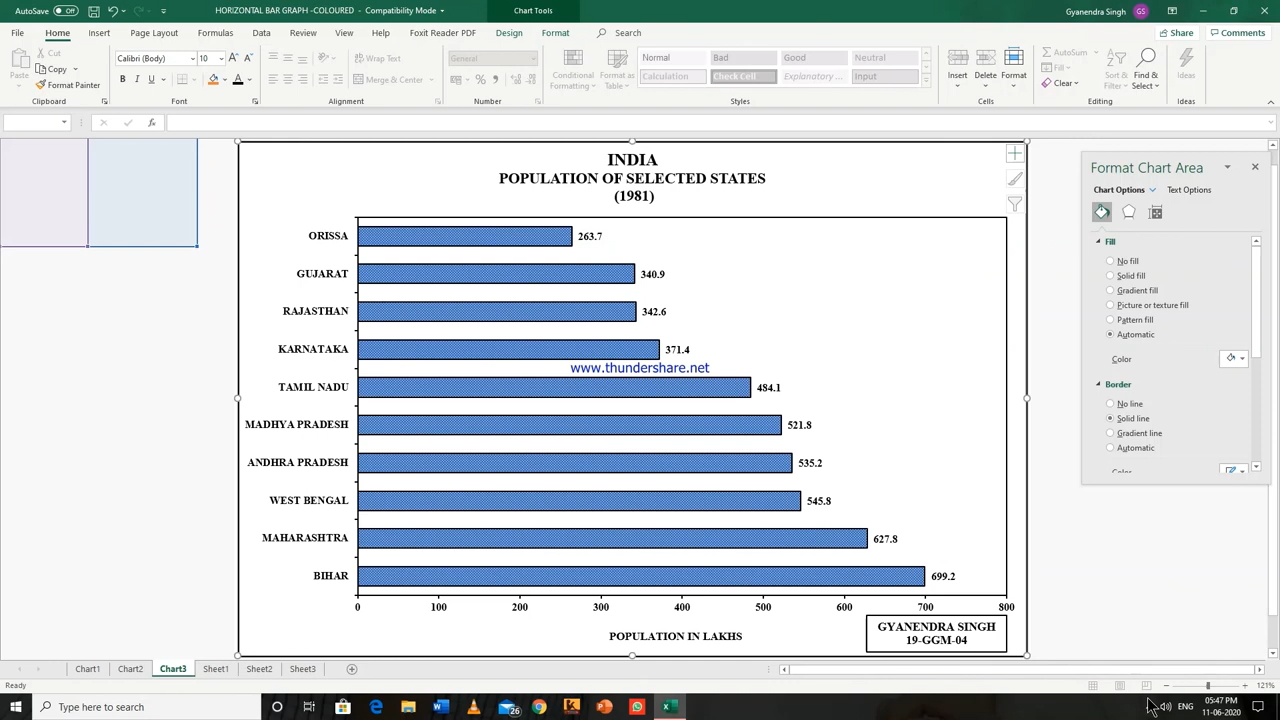 AutoSave Off
HORIZONTAL BAR GRAPH -COLOURED - Compatibility Mode
Chart Tools
Gyanendra Singh GS
File Home Insert Page Layout Formulas Data Review View Help Foxit Reader PDF Design Format Search
Share Comments
Paste
Cut
Copy
Format Painter
Clipboard
Calibri (Body) 10
B I U
Font
Merge & Center
Alignment
General
Number
Conditional Formatting
Format as Table
Normal Bad Good Neutral
Calculation Check Cell Explanatory ... Input
Styles
Insert Delete Format
Cells
AutoSum
Fill
Clear
Sort & Filter
Find & Select
Editing
Ideas
Ideas
INDIA
POPULATION OF SELECTED STATES
(1981)
ORISSA 263.7
GUJARAT 340.9
RAJASTHAN 342.6
KARNATAKA 371.4
www.thundershare.net
TAMIL NADU 484.1
MADHYA PRADESH 521.8
ANDHRA PRADESH 535.2
WEST BENGAL 545.8
MAHARASHTRA 627.8
BIHAR 699.2
0 100 200 300 400 500 600 700 800
POPULATION IN LAKHS
GYANENDRA SINGH
19-GGM-04
Format Chart Area
Chart Options Text Options
Fill
No fill
Solid fill
Gradient fill
Picture or texture fill
Pattern fill
Automatic
Color
Border
No line
Solid line
Gradient line
Automatic
Color
Chart1 Chart2 Chart3 Sheet1 Sheet2 Sheet3
Ready
121%
Type here to search
26
ENG
05:47 PM
11-06-2020